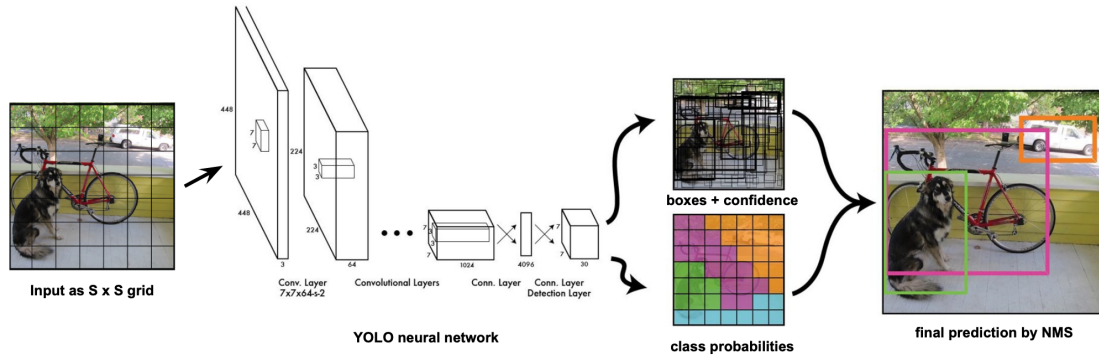 Input as S x S grid
448
448
7
7
3
Conv. Layer
7x7x64-s-2
224
224
3
3
64
Convolutional Layers
7
7
3
3
1024
Conn. Layer
4096
7
7
30
Conn. Layer
Detection Layer
YOLO neural network
boxes + confidence
class probabilities
final prediction by NMS